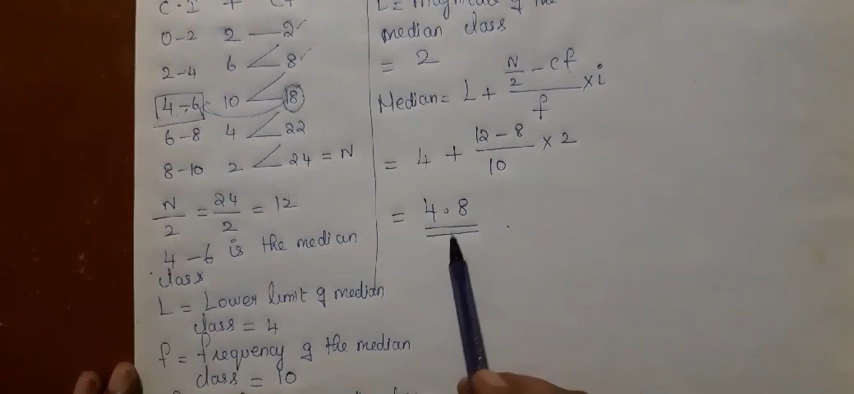 C.I f cf
0-2 2 2
2-4 6 8
4-6 10 18
6-8 4 22
8-10 2 24 = N
N/2 = 24/2 = 12
4-6 is the median
class
L = Lower limit of median
class = 4
f = frequency of the median
class = 10
median class
= 2
Median = L + (N/2 - cf)/f × i
= 4 + (12 - 8)/10 × 2
= 4.8